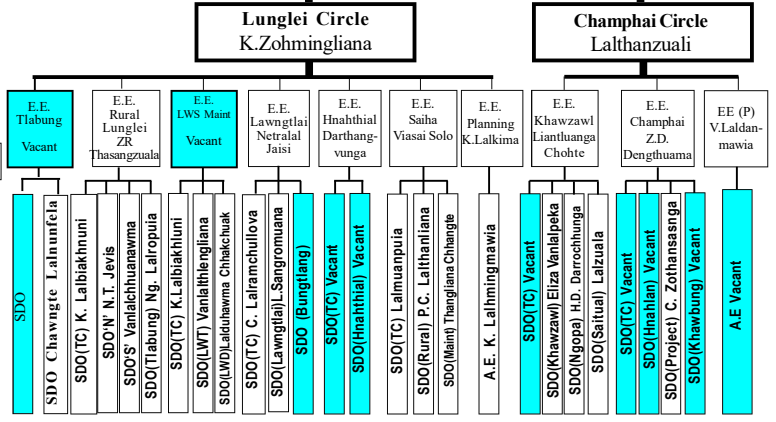 Lunglei Circle
K.Zohmingliana
Champhai Circle
Lalthanzuali
E.E.
Tlabung
Vacant
E.E.
Rural
Lunglei
ZR
Thasangzuala
E.E.
LWS Maint
Vacant
E.E.
Lawngtlai
Netralal
Jaisi
E.E.
Hnahthial
Darthang-
vunga
E.E.
Saiha
Viasai Solo
E.E.
Planning
K.Lalkima
E.E.
Khawzawl
Liantluanga
Chohte
E.E.
Champhai
Z.D.
Dengthuama
EE (P)
V.Laldan-
mawia
SDO
SDO Chawngte Lalnunfela
SDO(TC) K. Lalbiakhnuni
SDO'N' N.T. Jevis
SDO'S' Vanlalchhuanawma
SDO(Tlabung) Ng. Lalropuia
SDO(TC) K.Lalbiakhluni
SDO(LWT) Vanlalthlengliana
SDO(LWD)Lalduhawma Chhakchuak
SDO(TC) C. Lalramchullova
SDO(Lawngtlai)L.Sangromuana
SDO (Bungtlang)
SDO(TC) Vacant
SDO(Hnahthial) Vacant
SDO(TC) Lalmuanpuia
SDO(Rural) P.C. Lalthanliana
SDO(Maint) Thangliana Chhangte
A.E. K. Lalhmingmawia
SDO(TC) Vacant
SDO(Khawzawl) Eliza Vanlalpeka
SDO(Ngopa) H.D. Darrochhunga
SDO(Saitual) Lalzuala
SDO(TC) Vacant
SDO(Hnahlan) Vacant
SDO(Project) C. Zothansasnga
SDO(Khawbung) Vacant
A.E Vacant